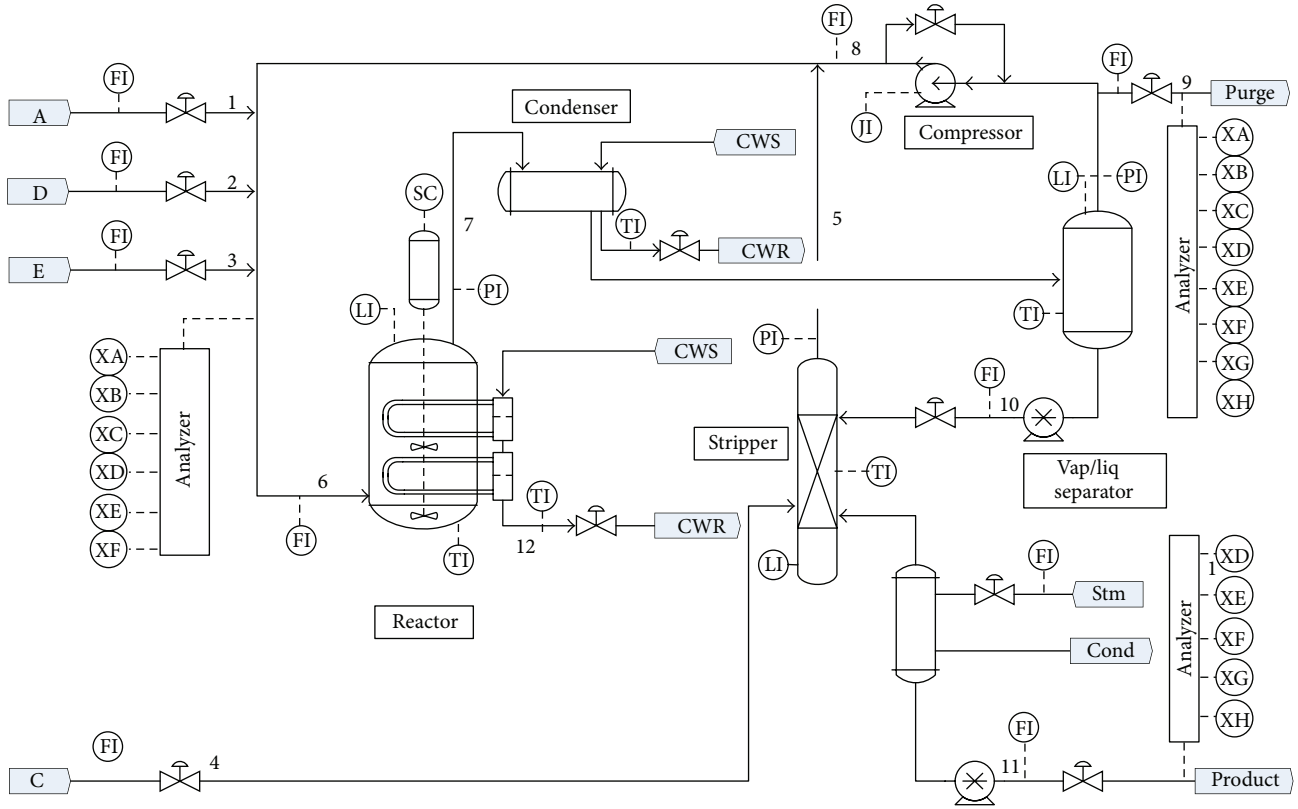 FI
8
FI
A
1
FI
9
Purge
Condenser
CWS
JI
Compressor
XA
XB
XC
XD
XE
XF
XG
XH
Analyzer
FI
D
2
SC
7
TI
CWR
5
LI
PI
FI
E
3
LI
PI
TI
XA
XB
XC
XD
XE
XF
Analyzer
CWS
PI
FI
10
Stripper
TI
Vap/liq
separator
6
FI
TI
12
CWR
TI
LI
Reactor
FI
Stm
Cond
XD
1
XE
XF
XG
XH
Analyzer
FI
C
4
FI
11
Product